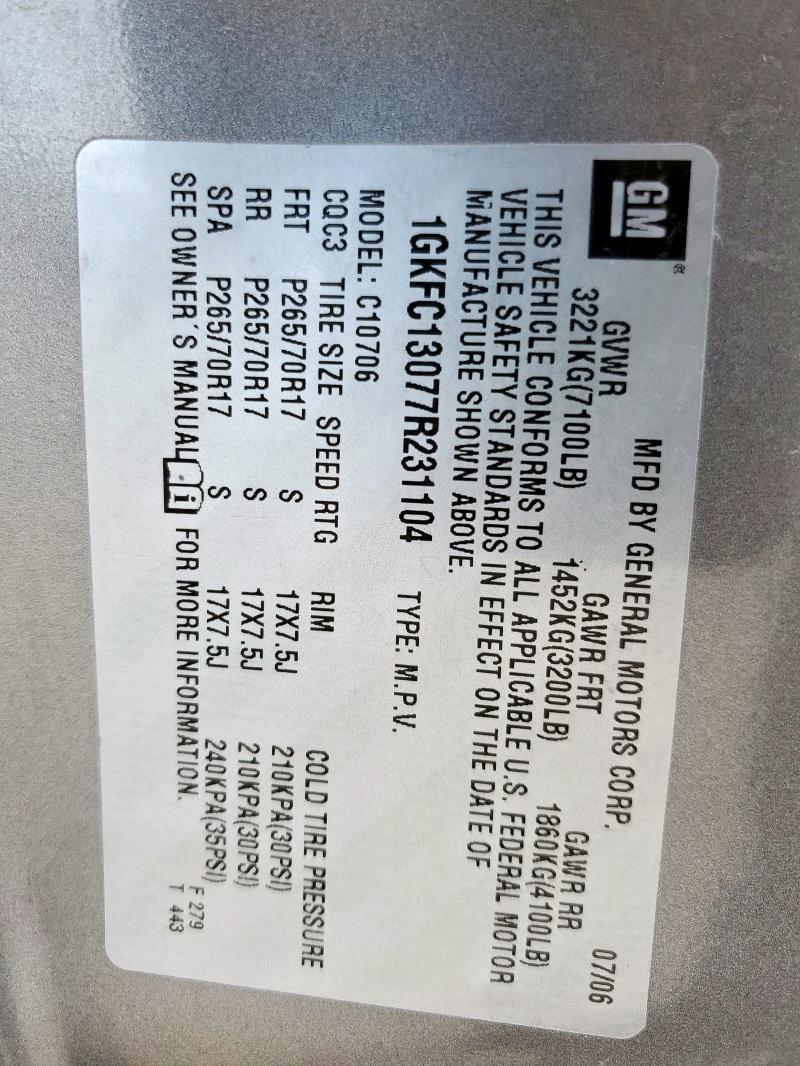 GM®
MFD BY GENERAL MOTORS CORP. 07/06
GVWR GAWR FRT GAWR RR
3221KG(7100LB) 1452KG(3200LB) 1860KG(4100LB)
THIS VEHICLE CONFORMS TO ALL APPLICABLE U.S. FEDERAL MOTOR
VEHICLE SAFETY STANDARDS IN EFFECT ON THE DATE OF
MANUFACTURE SHOWN ABOVE.
1GKFC13077R231104 TYPE: M.P.V.
MODEL: C10706
CQC3 TIRE SIZE SPEED RTG RIM COLD TIRE PRESSURE
FRT P265/70R17 S 17X7.5J 210KPA(30PSI)
RR P265/70R17 S 17X7.5J 210KPA(30PSI)
SPA P265/70R17 S 17X7.5J 240KPA(35PSI)
SEE OWNER´S MANUAL i FOR MORE INFORMATION.
F 279
T 443